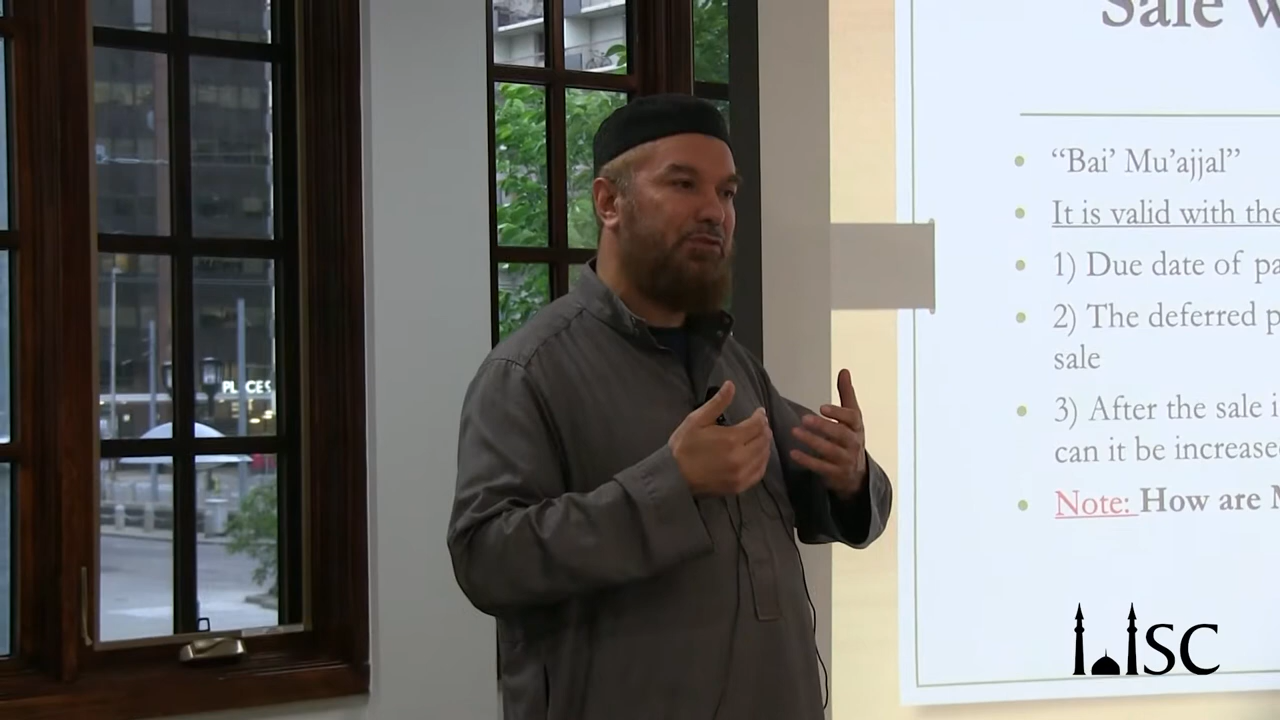 Sale w
“Bai’ Mu’ajjal”
It is valid with the
1) Due date of pa
2) The deferred p
sale
3) After the sale i
can it be increase
Note: How are M
PLACES
ISC